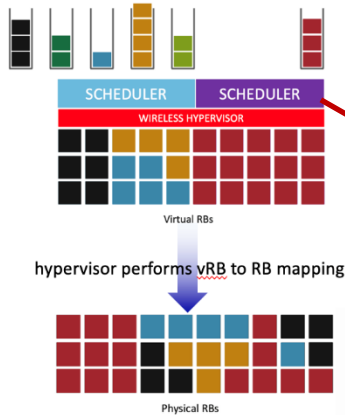 SCHEDULER SCHEDULER
WIRELESS HYPERVISOR
Virtual RBs
hypervisor performs vRB to RB mapping
Physical RBs